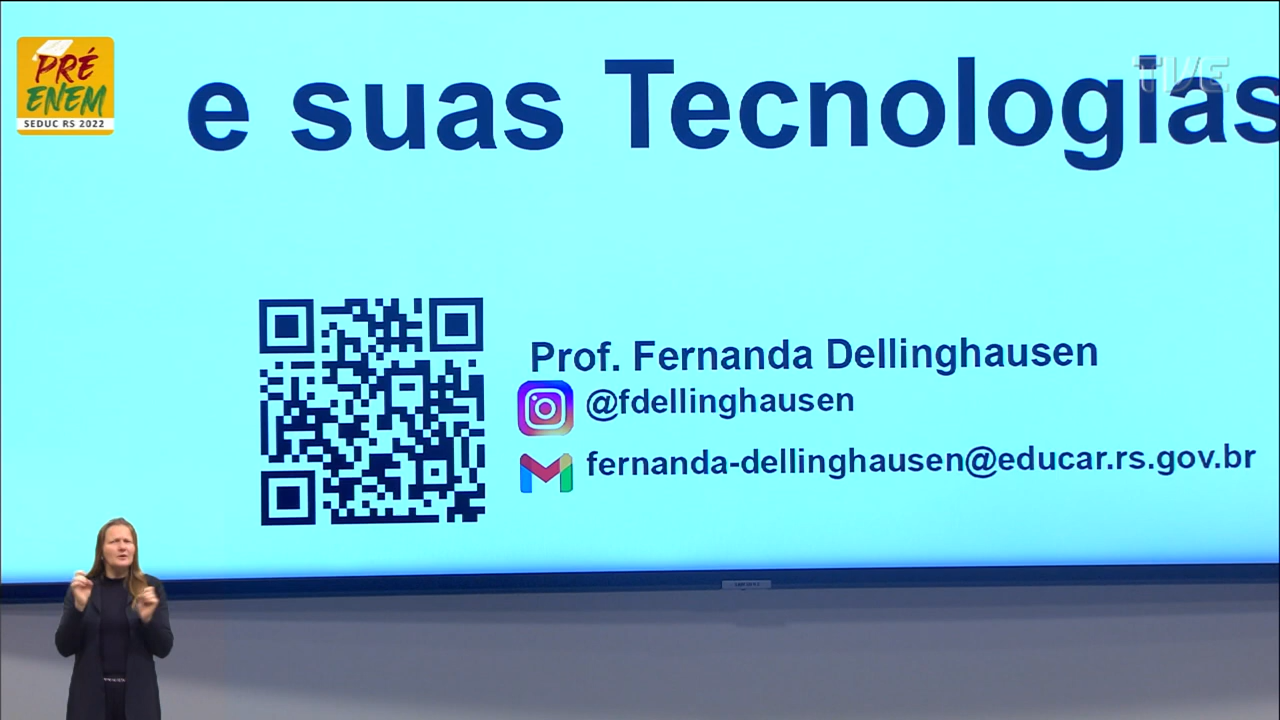 PRÉ
ENEM
SEDUC RS 2022
TVE
e suas Tecnologias
Prof. Fernanda Dellinghausen
@fdellinghausen
fernanda-dellinghausen@educar.rs.gov.br